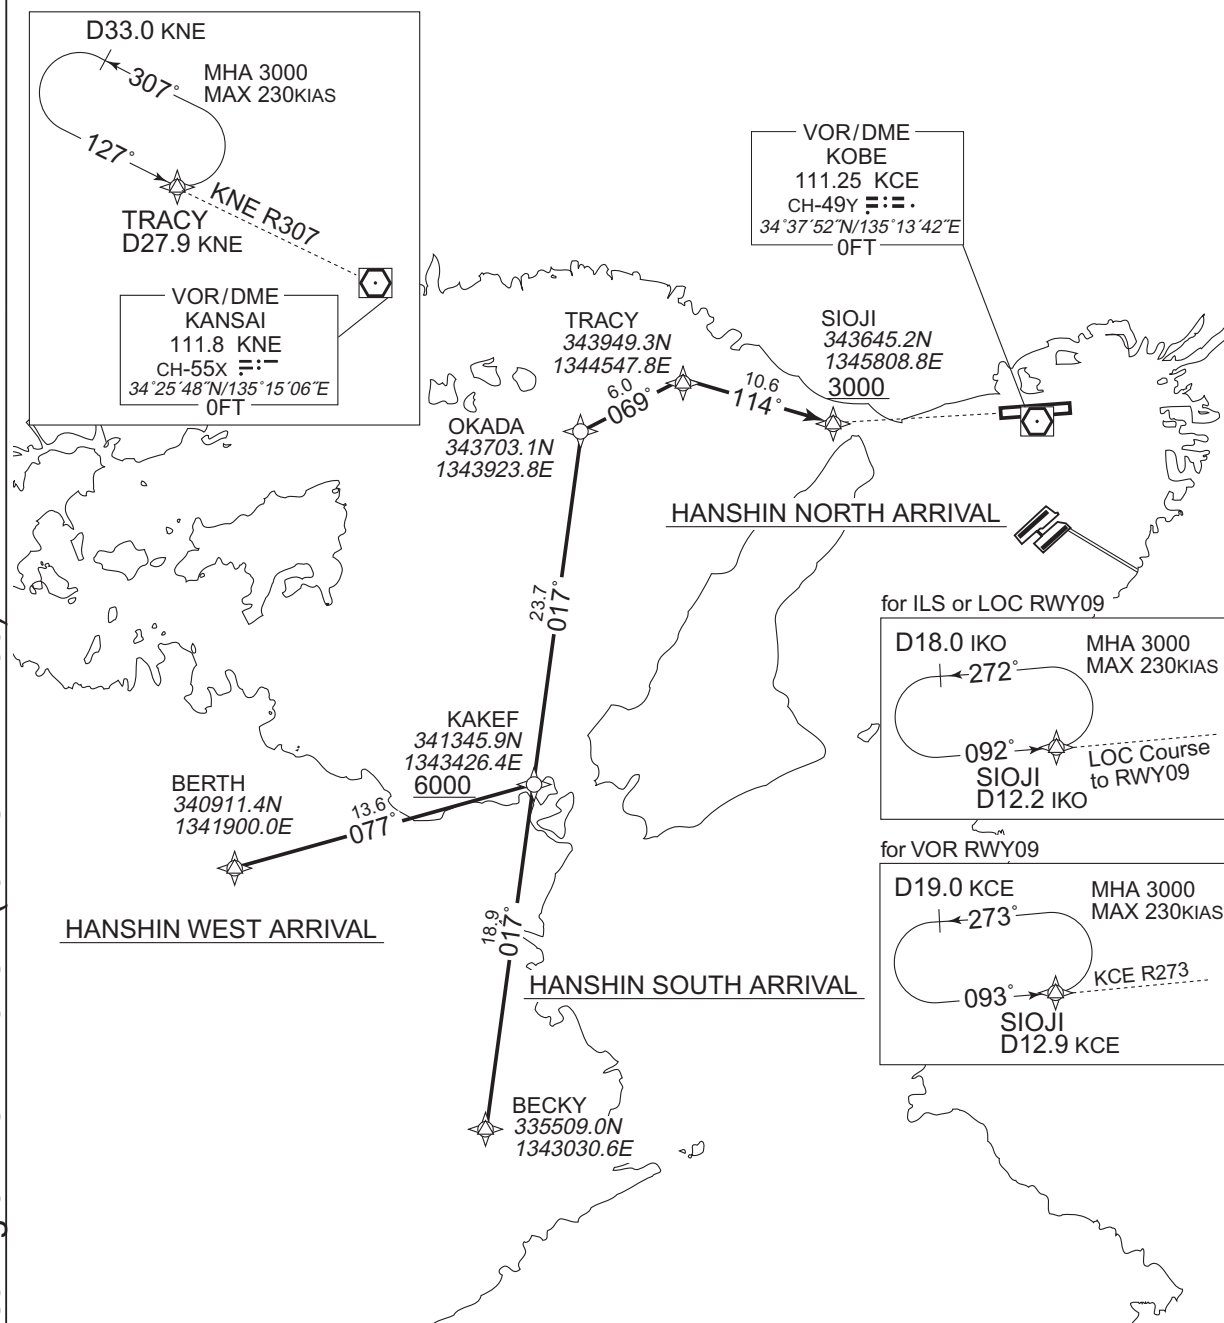 D33.0 KNE
307°
MHA 3000
MAX 230KIAS
127°
TRACY
D27.9 KNE
KNE R307
VOR/DME
KANSAI
111.8 KNE
CH-55X
34°25´48˝N/135°15´06˝E
0FT
VOR/DME
KOBE
111.25 KCE
CH-49Y
34°37´52˝N/135°13´42˝E
0FT
TRACY
343949.3N
1344547.8E
SIOJI
343645.2N
1345808.8E
3000
6.0
069°
10.6
114°
OKADA
343703.1N
1343923.8E
HANSHIN NORTH ARRIVAL
23.7
017°
for ILS or LOC RWY09
D18.0 IKO
272°
MHA 3000
MAX 230KIAS
092°
SIOJI
D12.2 IKO
LOC Course
to RWY09
KAKEF
341345.9N
1343426.4E
6000
BERTH
340911.4N
1341900.0E
13.6
077°
HANSHIN WEST ARRIVAL
18.9
017°
HANSHIN SOUTH ARRIVAL
for VOR RWY09
D19.0 KCE
273°
MHA 3000
MAX 230KIAS
093°
SIOJI
D12.9 KCE
KCE R273
BECKY
335509.0N
1343030.6E